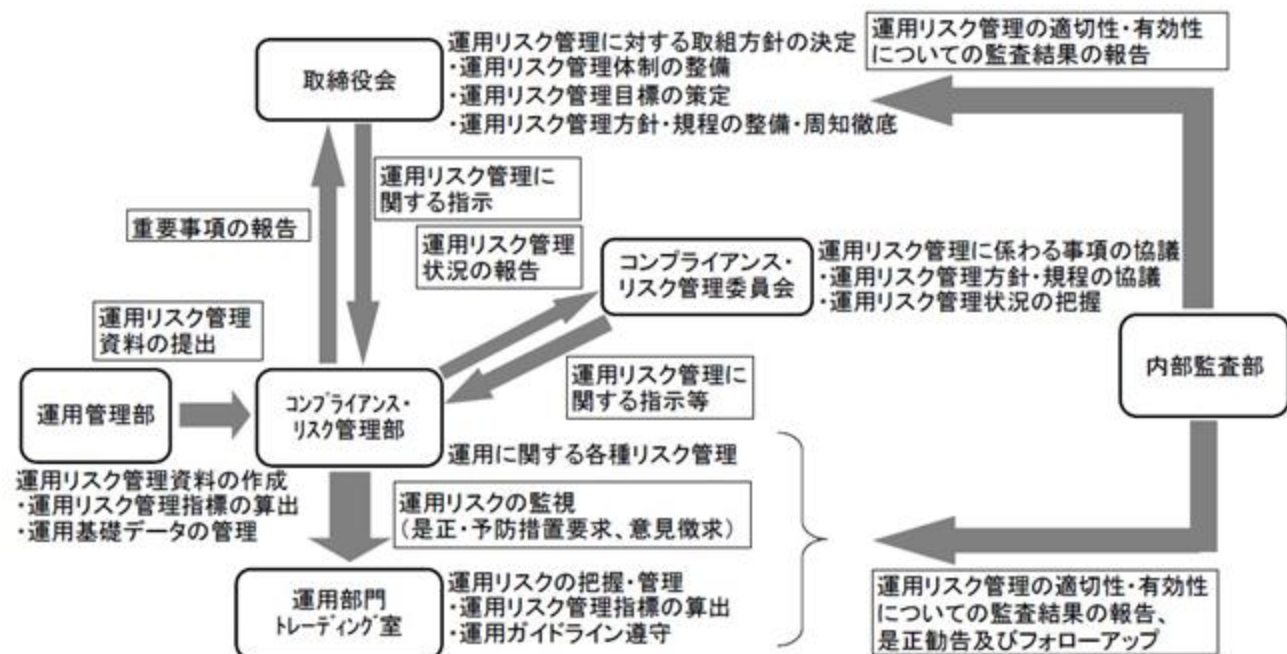 取締役会
運用リスク管理に対する取組方針の決定
・運用リスク管理体制の整備
・運用リスク管理目標の策定
・運用リスク管理方針・規程の整備・周知徹底
運用リスク管理の適切性・有効性
についての監査結果の報告
運用リスク管理に
関する指示
重要事項の報告
運用リスク管理
状況の報告
コンプライアンス・
リスク管理委員会
運用リスク管理に係わる事項の協議
・運用リスク管理方針・規程の協議
・運用リスク管理状況の把握
運用リスク管理
資料の提出
内部監査部
運用管理部
コンプライアンス・
リスク管理部
運用リスク管理に
関する指示等
運用に関する各種リスク管理
運用リスク管理資料の作成
・運用リスク管理指標の算出
・運用基礎データの管理
運用リスクの監視
(是正・予防措置要求、意見徴求)
運用部門
トレーディング室
運用リスクの把握・管理
・運用リスク管理指標の算出
・運用ガイドライン遵守
運用リスク管理の適切性・有効性
についての監査結果の報告、
是正勧告及びフォローアップ